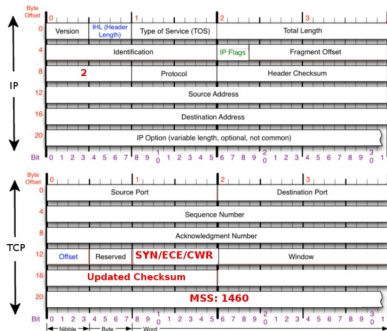 Byte
Offset 0 1 2 3
0 Version IHL (Header Length) Type of Service (TOS) Total Length
4 Identification IP Flags Fragment Offset
8 2 Protocol Header Checksum
IP
12 Source Address
16 Destination Address
20 IP Option (variable length, optional, not common)
Bit 0 1 2 3 4 5 6 7 8 9 1 0 1 2 3 4 5 6 7 8 9 2 0 1 2 3 4 5 6 7 8 9 3 0 1
Byte
Offset 0 1 2 3
0 Source Port Destination Port
4 Sequence Number
8 Acknowledgment Number
TCP
12 Offset Reserved SYN/ECE/CWR Window
16 Updated Checksum
20 MSS: 1460
Bit 0 1 2 3 4 5 6 7 8 9 1 0 1 2 3 4 5 6 7 8 9 2 0 1 2 3 4 5 6 7 8 9 3 0 1
Nibble Byte Word